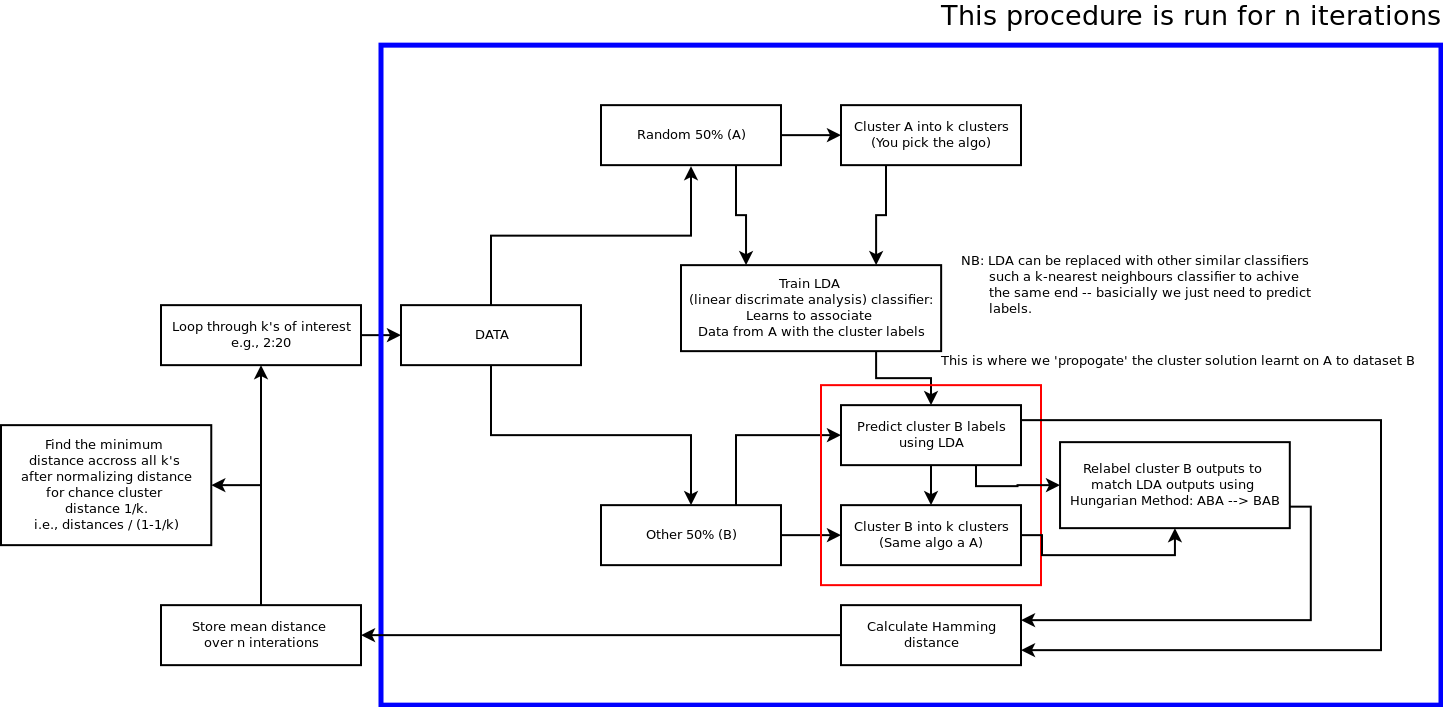 This procedure is run for n iterations
Random 50% (A)
Cluster A into k clusters
(You pick the algo)
Train LDA
(linear discrimate analysis) classifier:
Learns to associate
Data from A with the cluster labels
NB: LDA can be replaced with other similar classifiers
such a k-nearest neighbours classifier to achive
the same end -- basicially we just need to predict
labels.
Loop through k's of interest
e.g., 2:20
DATA
This is where we 'propogate' the cluster solution learnt on A to dataset B
Predict cluster B labels
using LDA
Find the minimum
distance accross all k's
after normalizing distance
for chance cluster
distance 1/k.
i.e., distances / (1-1/k)
Relabel cluster B outputs to
match LDA outputs using
Hungarian Method: ABA --> BAB
Other 50% (B)
Cluster B into k clusters
(Same algo a A)
Store mean distance
over n interations
Calculate Hamming
distance